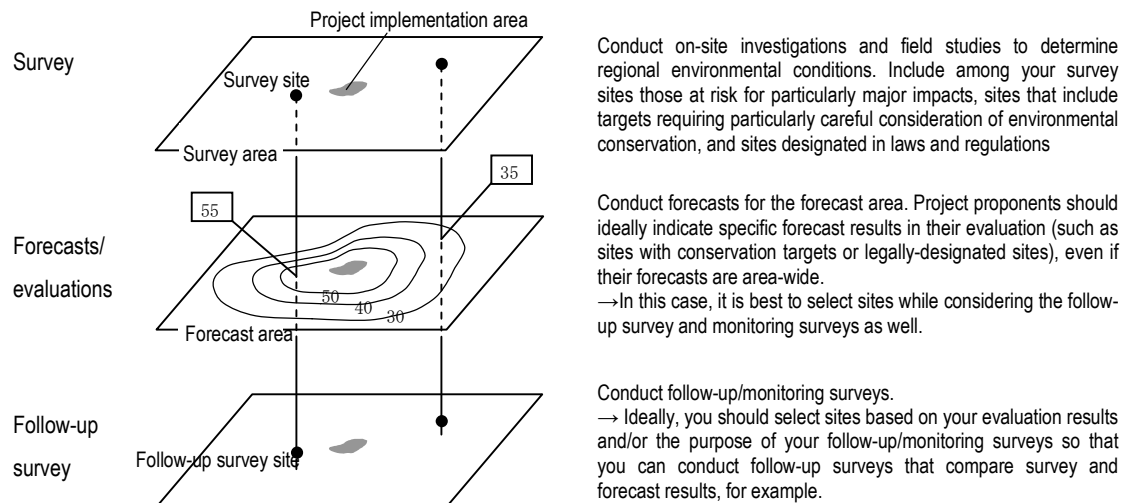 Project implementation area
Survey
Survey site
Survey area
Conduct on-site investigations and field studies to determine
regional environmental conditions. Include among your survey
sites those at risk for particularly major impacts, sites that include
targets requiring particularly careful consideration of environmental
conservation, and sites designated in laws and regulations
55
35
Forecasts/
evaluations
50
40
30
Forecast area
Conduct forecasts for the forecast area. Project proponents should
ideally indicate specific forecast results in their evaluation (such as
sites with conservation targets or legally-designated sites), even if
their forecasts are area-wide.
→In this case, it is best to select sites while considering the follow-
up survey and monitoring surveys as well.
Follow-up
survey
Follow-up survey site
Conduct follow-up/monitoring surveys.
→ Ideally, you should select sites based on your evaluation results
and/or the purpose of your follow-up/monitoring surveys so that
you can conduct follow-up surveys that compare survey and
forecast results, for example.